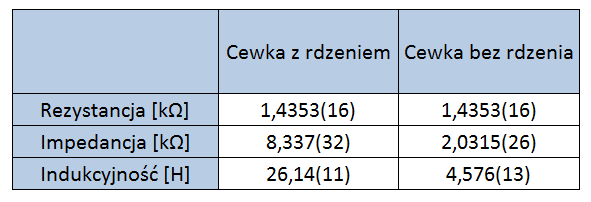 Cewka z rdzeniem Cewka bez rdzenia
Rezystancja [kΩ] 1,4353(16) 1,4353(16)
Impedancja [kΩ] 8,337(32) 2,0315(26)
Indukcyjność [H] 26,14(11) 4,576(13)